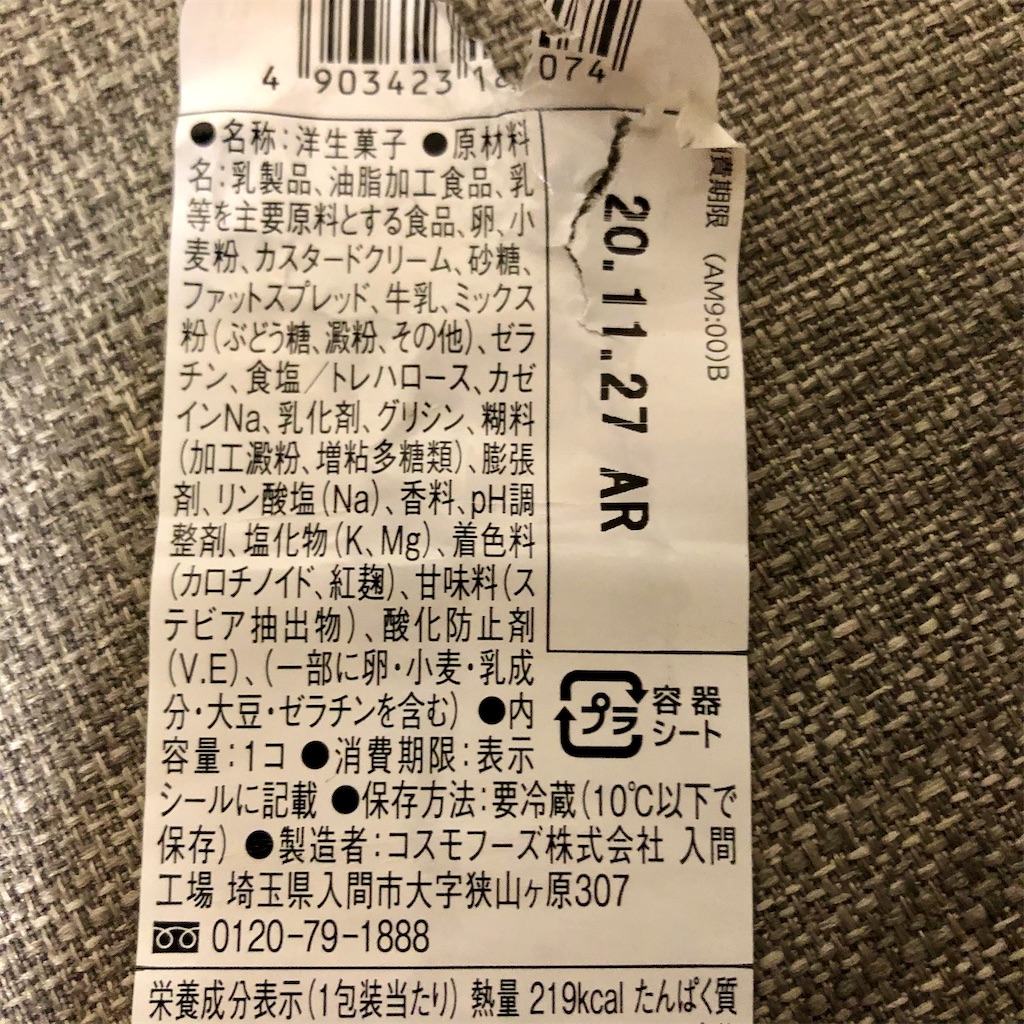 4 903423 18 074
●名称:洋生菓子 ●原材料
名:乳製品、油脂加工食品、乳
等を主要原料とする食品、卵、小
麦粉、カスタードクリーム、砂糖、
ファットスプレッド、牛乳、ミックス
粉(ぶどう糖、澱粉、その他)、ゼラ
チン、食塩/トレハロース、カゼ
インNa、乳化剤、グリシン、糊料
(加工澱粉、増粘多糖類)、膨張
剤、リン酸塩(Na)、香料、pH調
整剤、塩化物(K、Mg)、着色料
(カロチノイド、紅麹)、甘味料(ス
テビア抽出物)、酸化防止剤
(V.E)、(一部に卵・小麦・乳成
分・大豆・ゼラチンを含む) ●内
容量:1コ ●消費期限:表示
シールに記載 ●保存方法:要冷蔵(10℃以下で
保存) ●製造者:コスモフーズ株式会社 入間
工場 埼玉県入間市大字狭山ヶ原307
0120-79-1888
栄養成分表示(1包装当たり) 熱量 219kcal たんぱく質
費期限 (AM9:00)B
20.11.27 AR
プラ
容器
シート